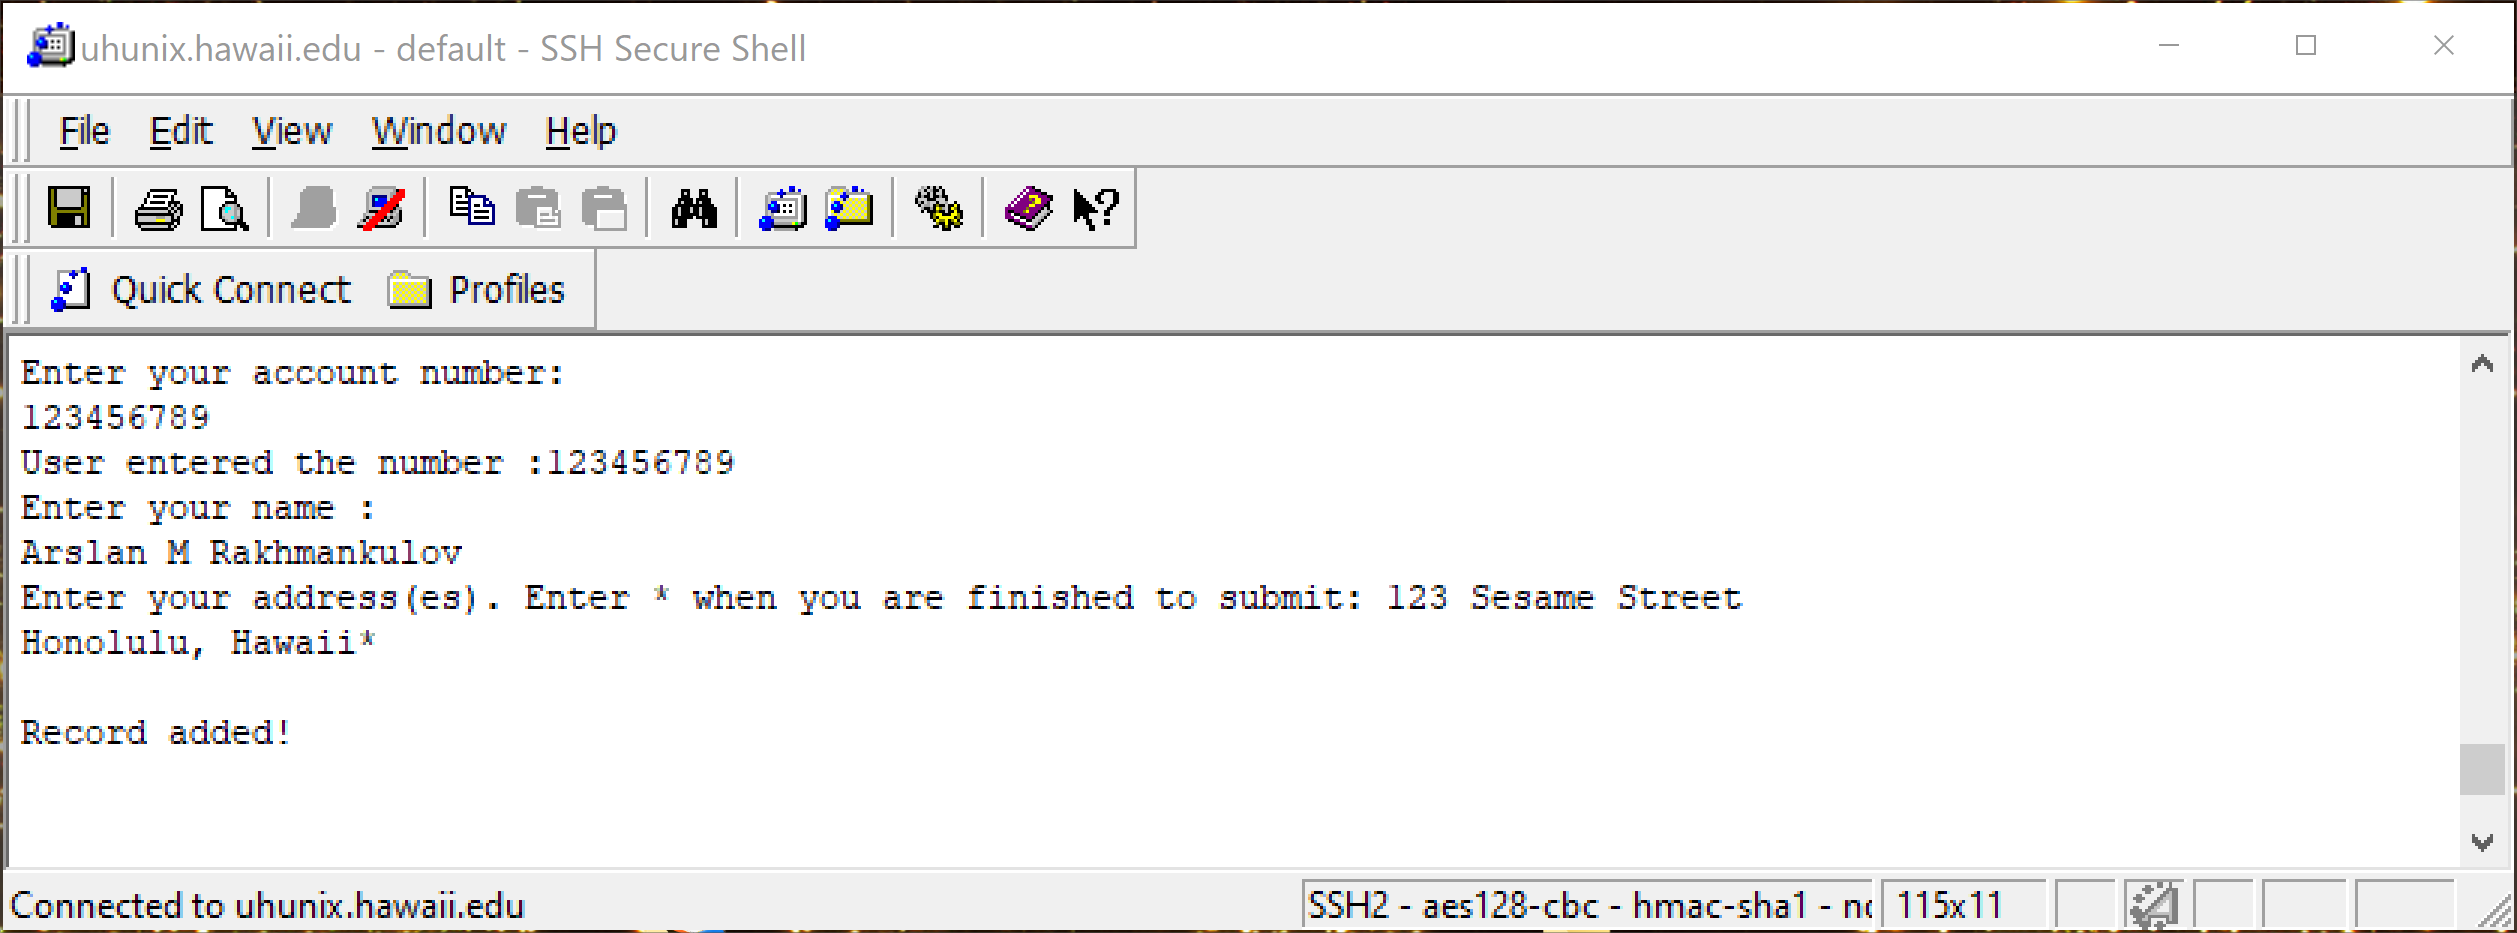 uhunix.hawaii.edu - default - SSH Secure Shell
File Edit View Window Help
Quick Connect Profiles
Enter your account number:
123456789
User entered the number :123456789
Enter your name :
Arslan M Rakhmankulov
Enter your address(es). Enter * when you are finished to submit: 123 Sesame Street
Honolulu, Hawaii*
Record added!
Connected to uhunix.hawaii.edu SSH2 - aes128-cbc - hmac-sha1 - 115x11